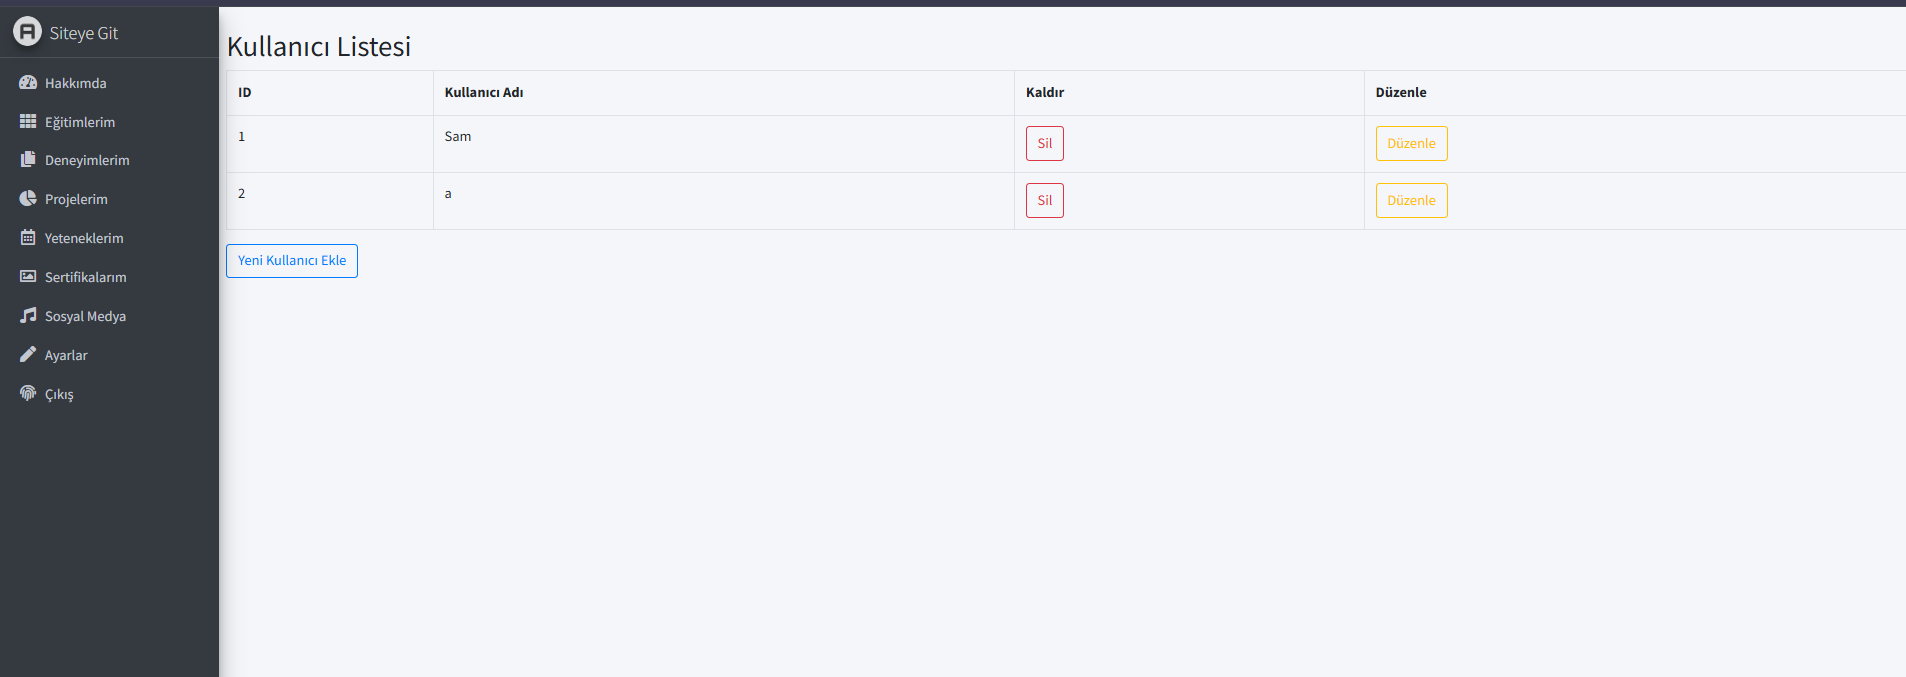 Siteye Git
Hakkımda
Eğitimlerim
Deneyimlerim
Projelerim
Yeteneklerim
Sertifikalarım
Sosyal Medya
Ayarlar
Çıkış
Kullanıcı Listesi
ID Kullanıcı Adı Kaldır Düzenle
1 Sam Sil Düzenle
2 a Sil Düzenle
Yeni Kullanıcı Ekle